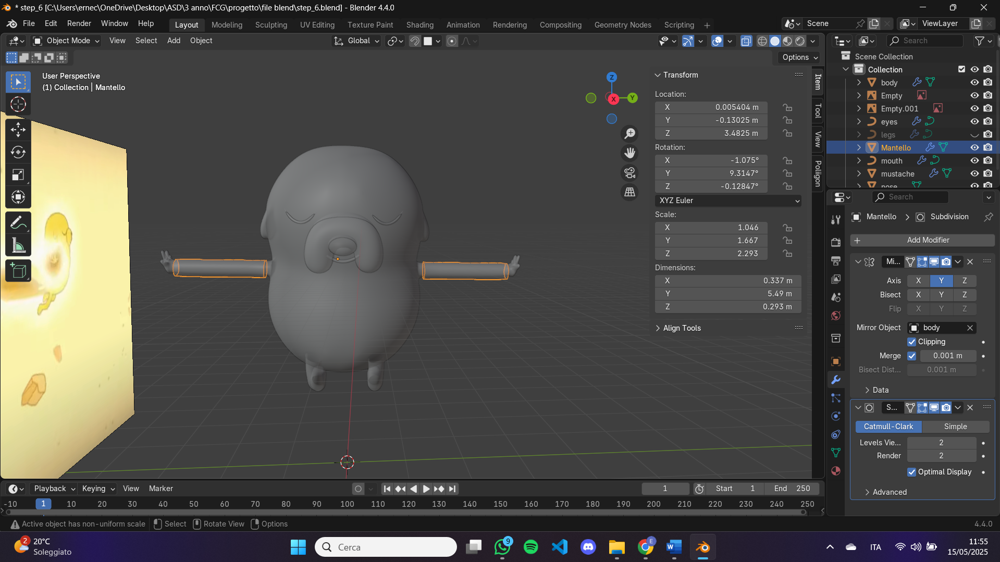 * step_6 [C:\Users\ernec\OneDrive\Desktop\ASD\3 anno\FCG\progetto\file blend\step_6.blend] - Blender 4.4.0
File Edit Render Window Help Layout Modeling Sculpting UV Editing Texture Paint Shading Animation Rendering Compositing Geometry Nodes Scripting + Scene ViewLayer
Object Mode View Select Add Object Global Search
Options
Scene Collection
Collection
body
Empty
Empty.001
eyes
legs
Mantello
mouth
mustache
nose
User Perspective
(1) Collection | Mantello
Z
X
Y
Transform
Location:
X 0.005404 m
Y -0.13025 m
Z 3.4825 m
Rotation:
X -1.075°
Y 9.3147°
Z -0.12847°
XYZ Euler
Scale:
X 1.046
Y 1.667
Z 2.293
Dimensions:
X 0.337 m
Y 5.49 m
Z 0.293 m
Align Tools
Item
Tool
View
Poliigon
Search
Mantello > Subdivision
+ Add Modifier
Mi...
Axis X Y Z
Bisect X Y Z
Flip X Y Z
Mirror Object body
Clipping
Merge 0.001 m
Bisect Dist... 0.001 m
Data
S...
Catmull-Clark Simple
Levels Vie... 2
Render 2
Optimal Display
Advanced
Playback Keying View Marker 1 Start 1 End 250
-10 1 10 20 30 40 50 60 70 80 90 100 110 120 130 140 150 160 170 180 190 200 210 220 230 240 250
Active object has non-uniform scale Select Rotate View Options 4.4.0
2 20°C
Soleggiato
Cerca
9
E
W
ITA
11:55
15/05/2025